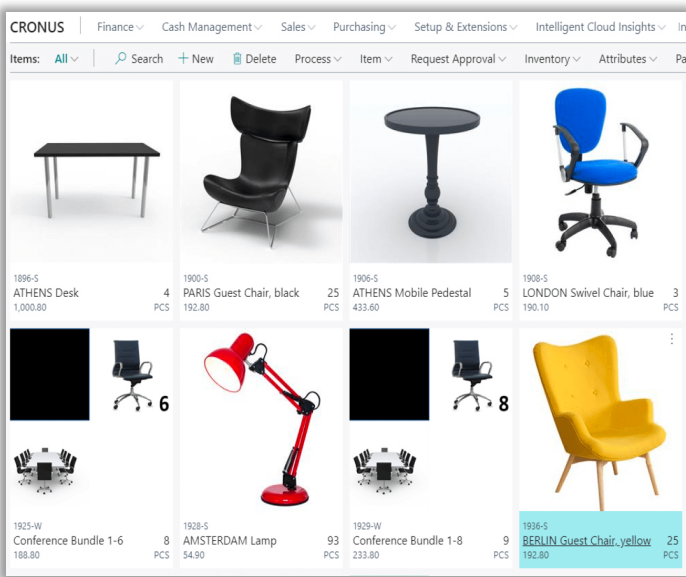 CRONUS Finance Cash Management Sales Purchasing Setup & Extensions Intelligent Cloud Insights In
Items: All Search + New Delete Process Item Request Approval Inventory Attributes Pa
1896-S
ATHENS Desk 4
1,000.80 PCS
1900-S
PARIS Guest Chair, black 25
192.80 PCS
1906-S
ATHENS Mobile Pedestal 5
433.60 PCS
1908-S
LONDON Swivel Chair, blue 3
190.10 PCS
6
1925-W
Conference Bundle 1-6 8
188.80 PCS
1928-S
AMSTERDAM Lamp 93
54.90 PCS
8
1929-W
Conference Bundle 1-8 9
233.80 PCS
1936-S
BERLIN Guest Chair, yellow 25
192.80 PCS